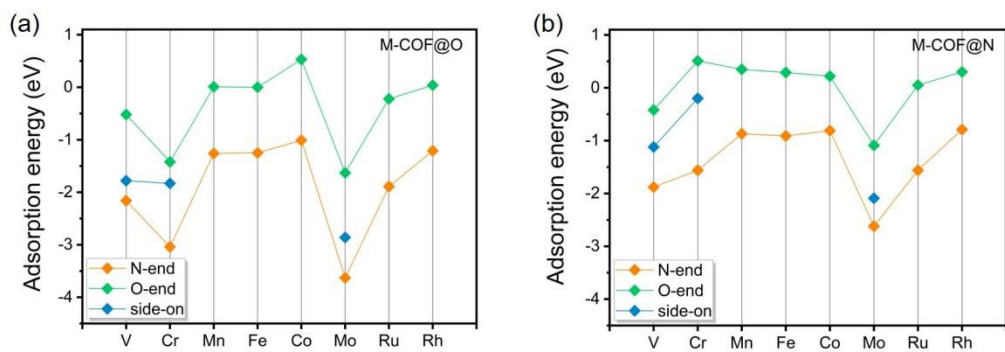 (a)
M-COF@O
Adsorption energy (eV)
1
0
-1
-2
-3
-4
N-end
O-end
side-on
V Cr Mn Fe Co Mo Ru Rh
(b)
M-COF@N
Adsorption energy (eV)
1
0
-1
-2
-3
-4
N-end
O-end
side-on
V Cr Mn Fe Co Mo Ru Rh